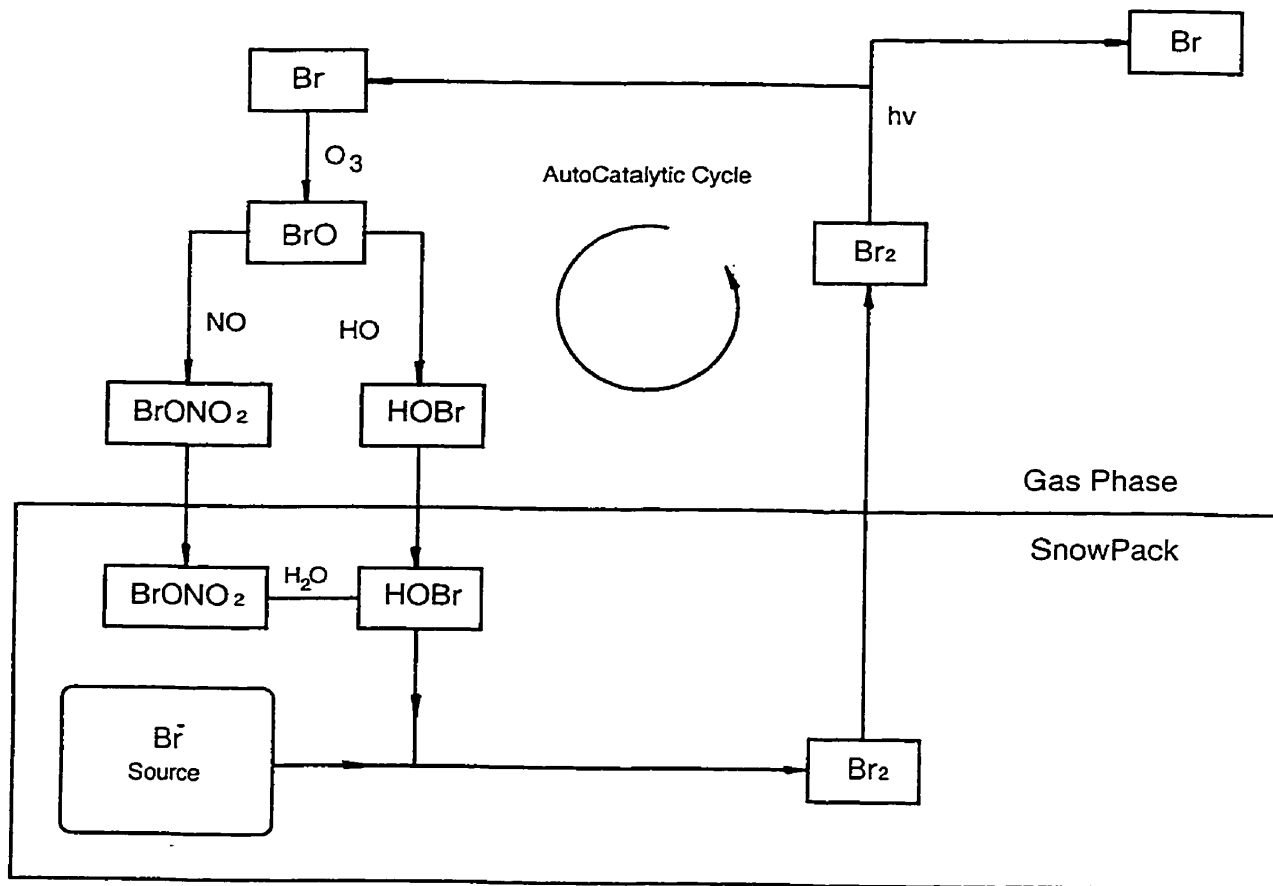 Br
Br
hν
O₃
AutoCatalytic Cycle
BrO
Br₂
NO
HO
BrONO₂
HOBr
Gas Phase
SnowPack
BrONO₂
H₂O
HOBr
Br⁻
Source
Br₂